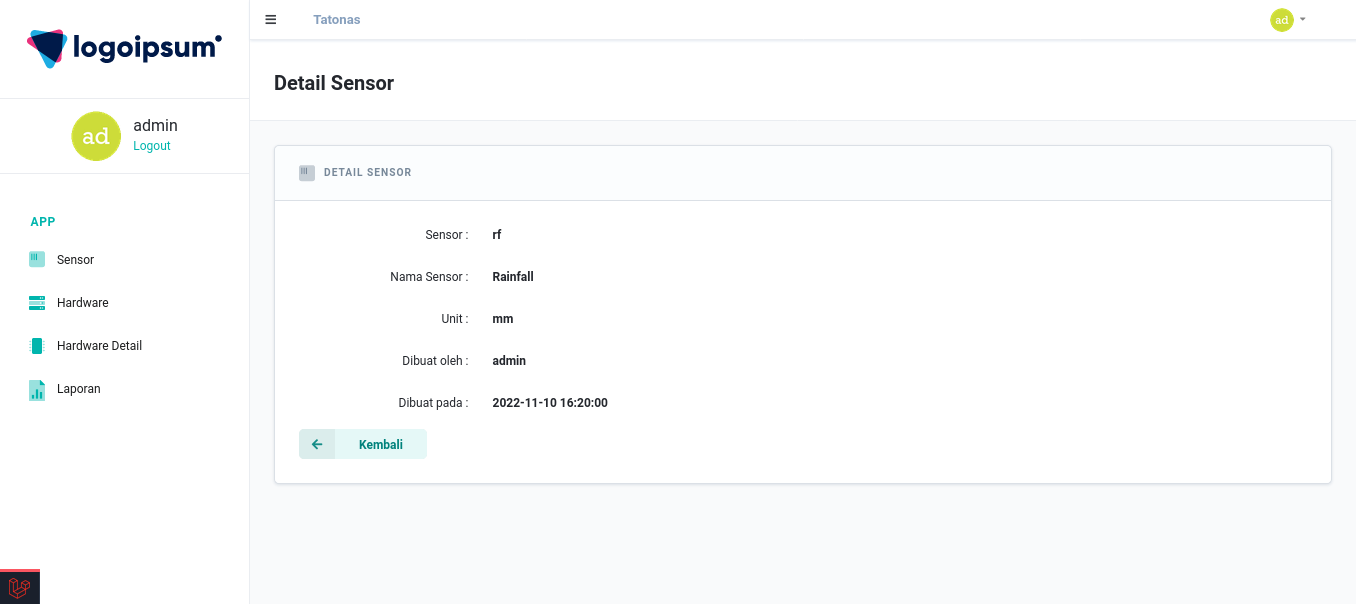 logoipsum
Tatonas
ad
Detail Sensor
ad
admin
Logout
APP
Sensor
Hardware
Hardware Detail
Laporan
DETAIL SENSOR
Sensor : rf
Nama Sensor : Rainfall
Unit : mm
Dibuat oleh : admin
Dibuat pada : 2022-11-10 16:20:00
Kembali